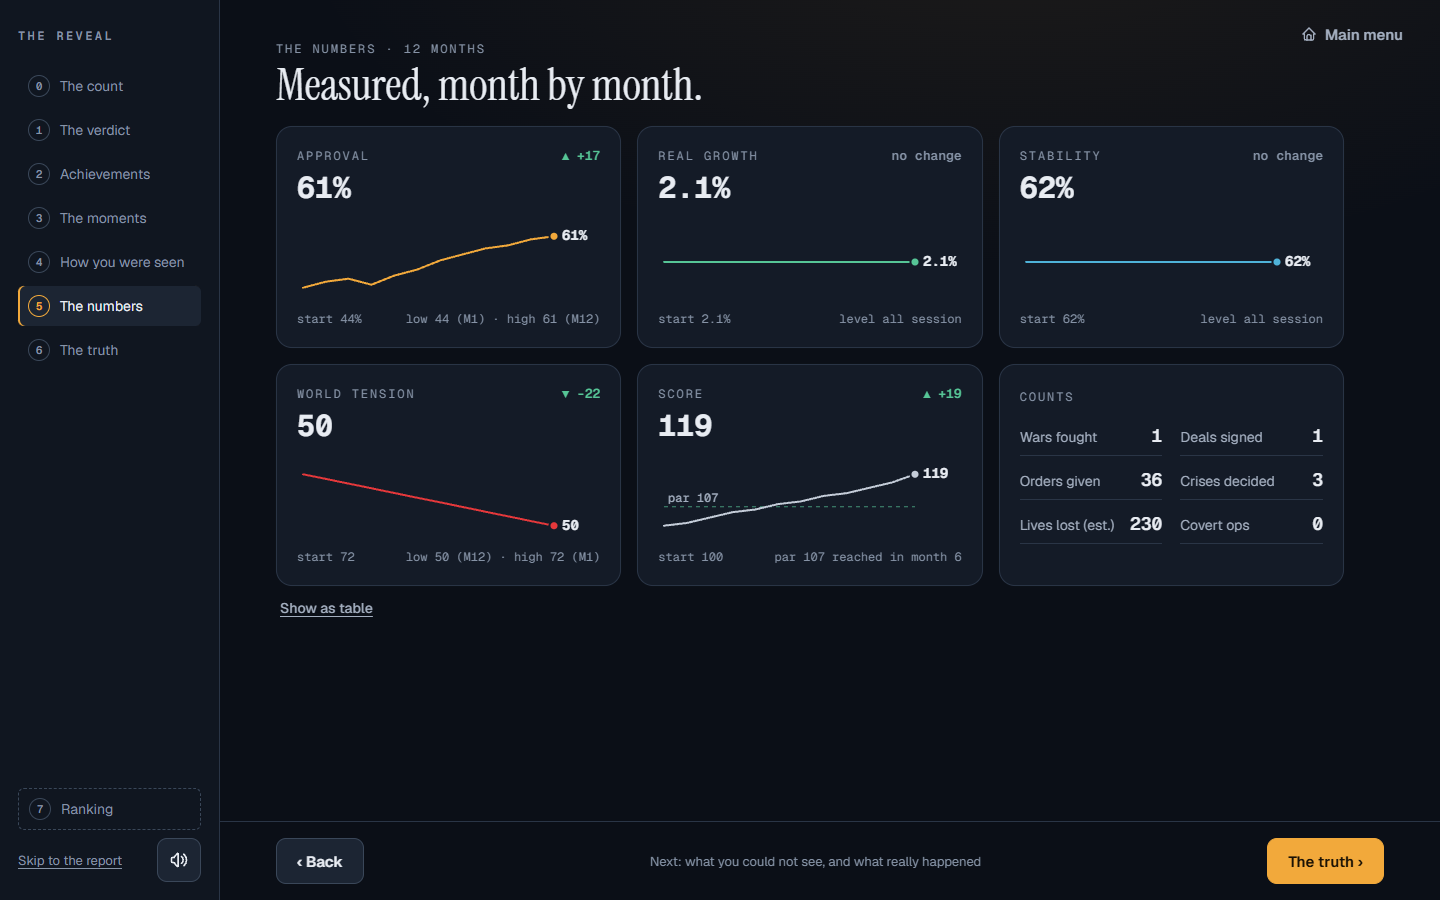 THE REVEAL
0 The count
1 The verdict
2 Achievements
3 The moments
4 How you were seen
5 The numbers
6 The truth
7 Ranking
Skip to the report
Main menu
THE NUMBERS · 12 MONTHS
Measured, month by month.
APPROVAL ▲ +17
61%
61%
start 44% low 44 (M1) · high 61 (M12)
REAL GROWTH no change
2.1%
2.1%
start 2.1% level all session
STABILITY no change
62%
62%
start 62% level all session
WORLD TENSION ▼ -22
50
50
start 72 low 50 (M12) · high 72 (M1)
SCORE ▲ +19
119
119
par 107
start 100 par 107 reached in month 6
COUNTS
Wars fought 1 Deals signed 1
Orders given 36 Crises decided 3
Lives lost (est.) 230 Covert ops 0
Show as table
‹ Back
Next: what you could not see, and what really happened
The truth ›